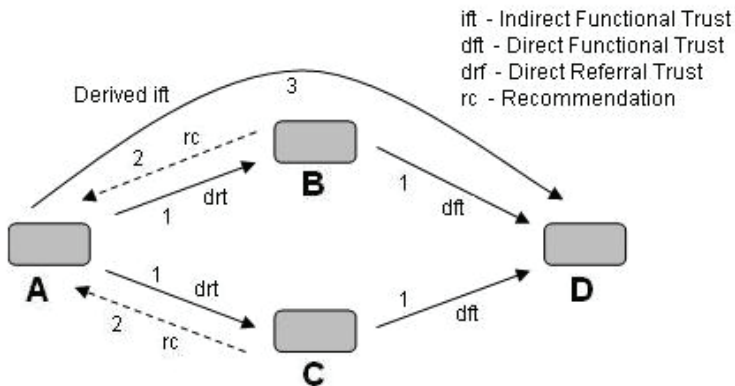 ift - Indirect Functional Trust
dft - Direct Functional Trust
drf - Direct Referral Trust
rc - Recommendation
Derived ift
3
rc
2
B
drt
1
1
dft
A
D
1
drt
2
rc
1
dft
C